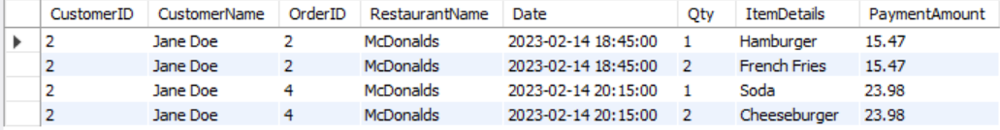 CustomerID CustomerName OrderID RestaurantName Date Qty ItemDetails PaymentAmount
2 Jane Doe 2 McDonalds 2023-02-14 18:45:00 1 Hamburger 15.47
2 Jane Doe 2 McDonalds 2023-02-14 18:45:00 2 French Fries 15.47
2 Jane Doe 4 McDonalds 2023-02-14 20:15:00 1 Soda 23.98
2 Jane Doe 4 McDonalds 2023-02-14 20:15:00 2 Cheeseburger 23.98